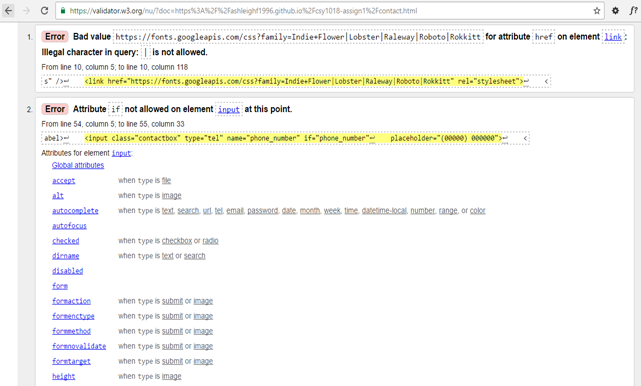 https://validator.w3.org/nu/?doc=https%3A%2F%2Fashleighf1996.github.io%2Fcsy1018-assign1%2Fcontact.html
f?
1. Error Bad value https://fonts.googleapis.com/css?family=Indie+Flower|Lobster|Raleway|Roboto|Rokkitt for attribute href on element link:
Illegal character in query: | is not allowed.
From line 10, column 5; to line 10, column 118
s" />↩ <link href="https://fonts.googleapis.com/css?family=Indie+Flower|Lobster|Raleway|Roboto|Rokkitt" rel="stylesheet">↩ <
2. Error Attribute if not allowed on element input at this point.
From line 54, column 5; to line 55, column 33
abel>↩ <input class="contactbox" type="tel" name="phone_number" if="phone_number"↩ placeholder="(00000) 000000">↩ <
Attributes for element input:
Global attributes
accept when type is file
alt when type is image
autocomplete when type is text, search, url, tel, email, password, date, month, week, time, datetime-local, number, range, or color
autofocus
checked when type is checkbox or radio
dirname when type is text or search
disabled
form
formaction when type is submit or image
formenctype when type is submit or image
formmethod when type is submit or image
formnovalidate when type is submit or image
formtarget when type is submit or image
height when type is image